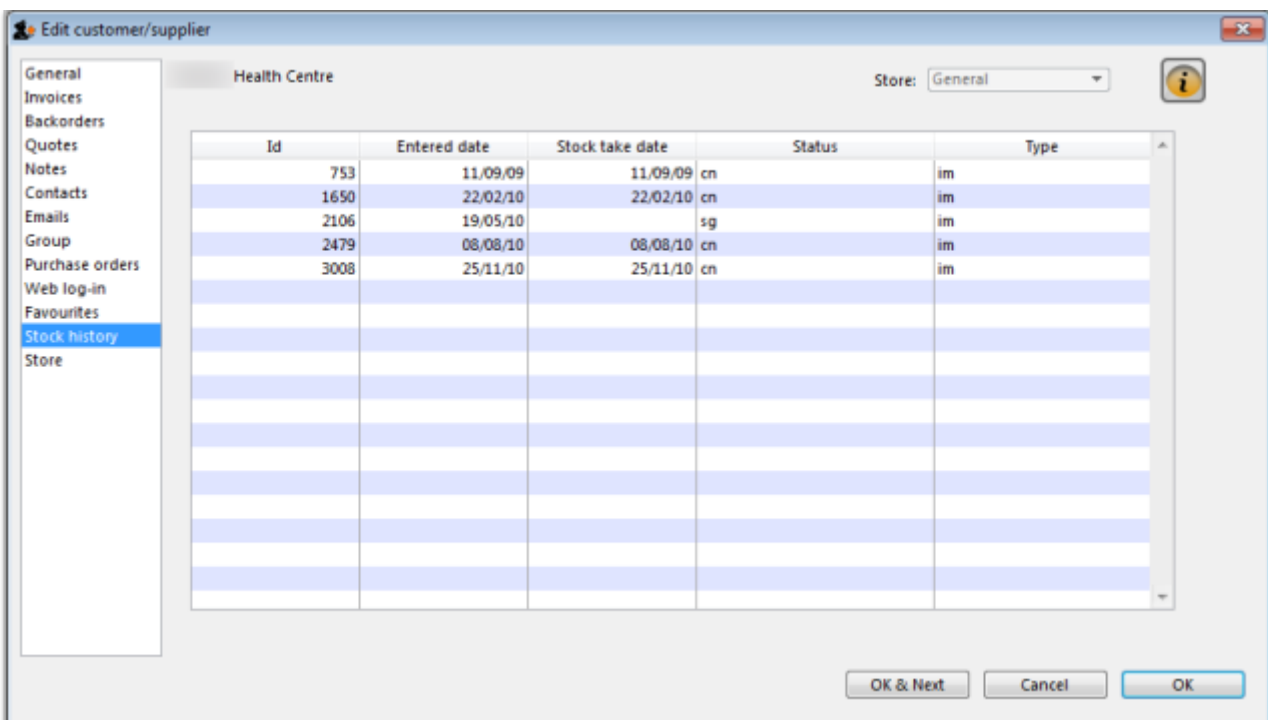 Edit customer/supplier
General
Invoices
Backorders
Quotes
Notes
Contacts
Emails
Group
Purchase orders
Web log-in
Favourites
Stock history
Store
Health Centre
Store: General
Id Entered date Stock take date Status Type
753 11/09/09 11/09/09 cn im
1650 22/02/10 22/02/10 cn im
2106 19/05/10 sg im
2479 08/08/10 08/08/10 cn im
3008 25/11/10 25/11/10 cn im
OK & Next Cancel OK